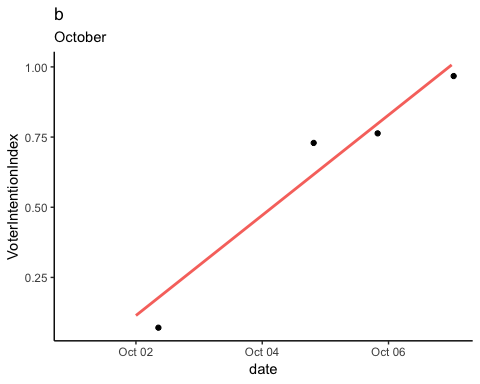 b
October
1.00
0.75
0.50
0.25
VoterIntentionIndex
Oct 02
Oct 04
Oct 06
date